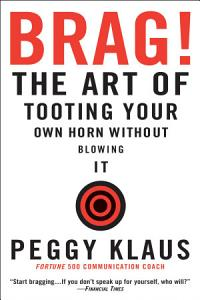 BRAG!
THE ART OF
TOOTING YOUR
OWN HORN WITHOUT
BLOWING
IT
PEGGY KLAUS
FORTUNE 500 COMMUNICATION COACH
"Start bragging....If you don't speak up for yourself, who will?"
—FINANCIAL TIMES